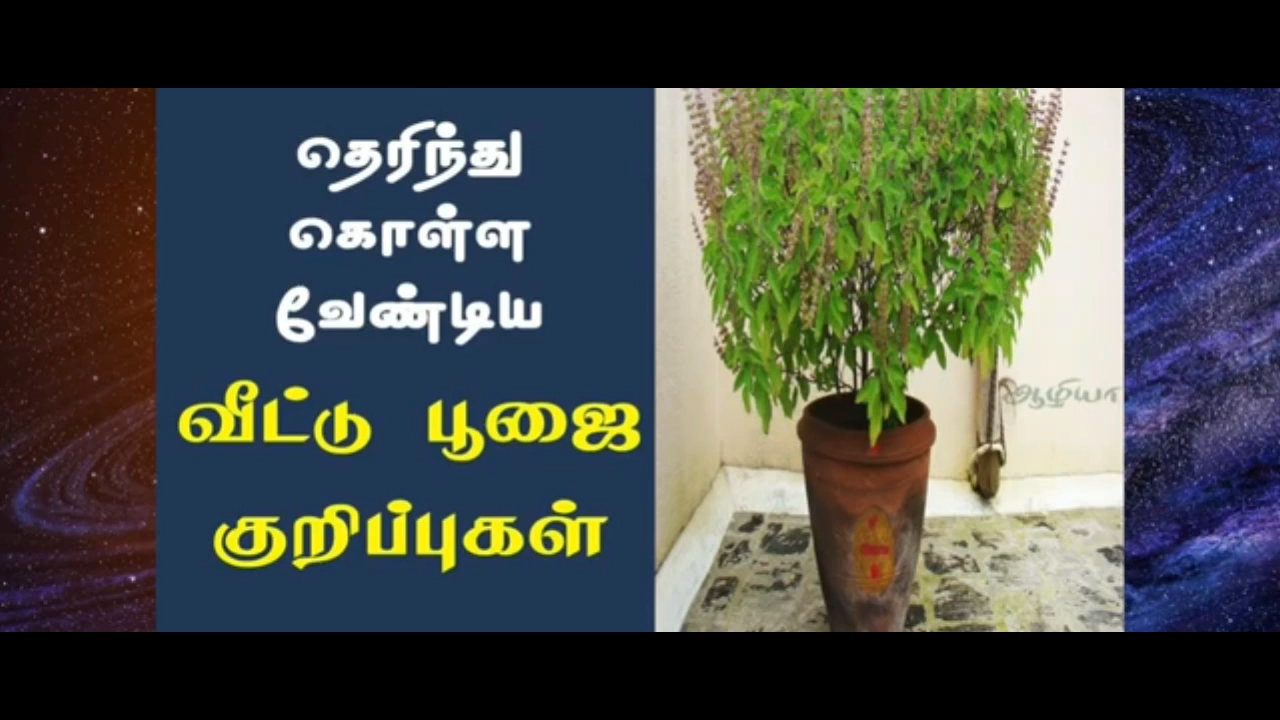 தெரிந்து
கொள்ள
வேண்டிய
வீட்டு பூஜை
குறிப்புகள்
ஆழியா